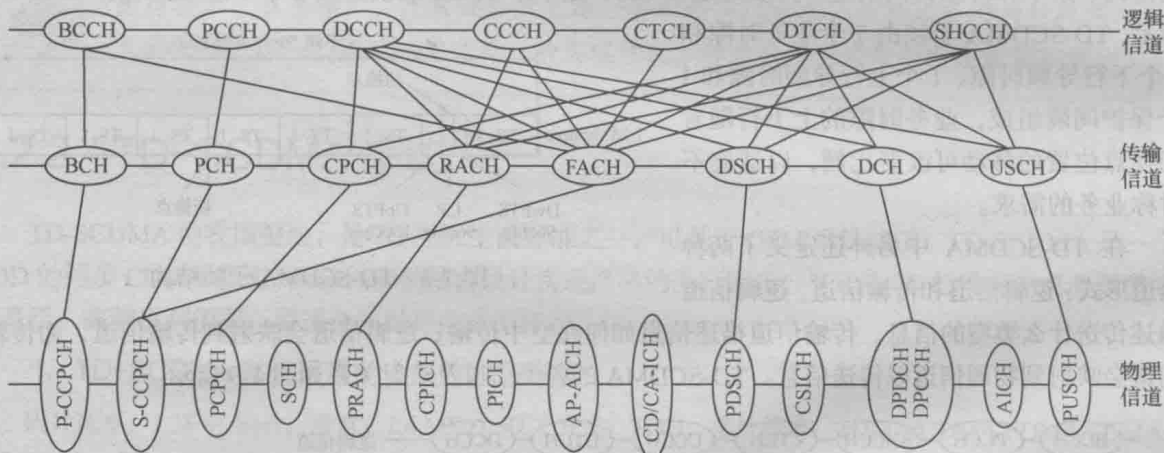 BCCH PCCH DCCH CCCH CTCH DTCH SHCCH 逻辑
信道
BCH PCH CPCH RACH FACH DSCH DCH USCH 传输
信道
P-CCPCH S-CCPCH PCPCH SCH PRACH CPICH PICH AP-AICH CD/CA-ICH PDSCH CSICH DPDCH DPCCH AICH PUSCH 物理
信道